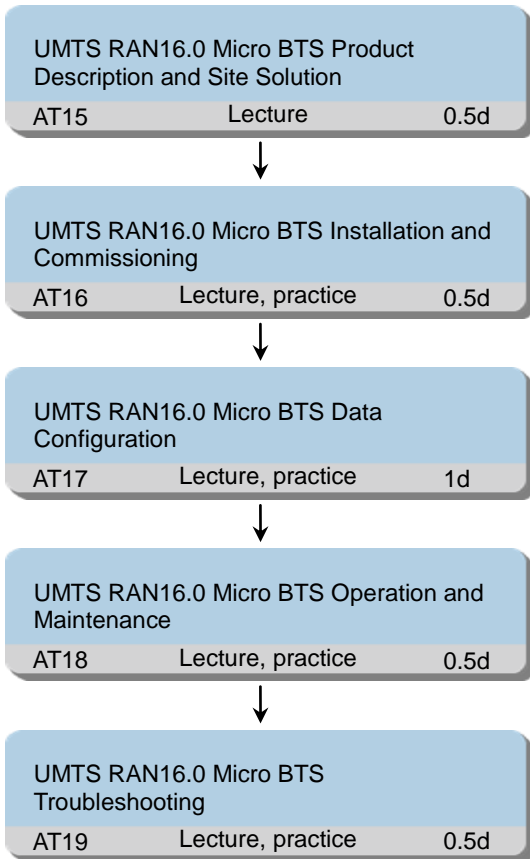 UMTS RAN16.0 Micro BTS Product
Description and Site Solution
AT15 Lecture 0.5d
UMTS RAN16.0 Micro BTS Installation and
Commissioning
AT16 Lecture, practice 0.5d
UMTS RAN16.0 Micro BTS Data
Configuration
AT17 Lecture, practice 1d
UMTS RAN16.0 Micro BTS Operation and
Maintenance
AT18 Lecture, practice 0.5d
UMTS RAN16.0 Micro BTS
Troubleshooting
AT19 Lecture, practice 0.5d